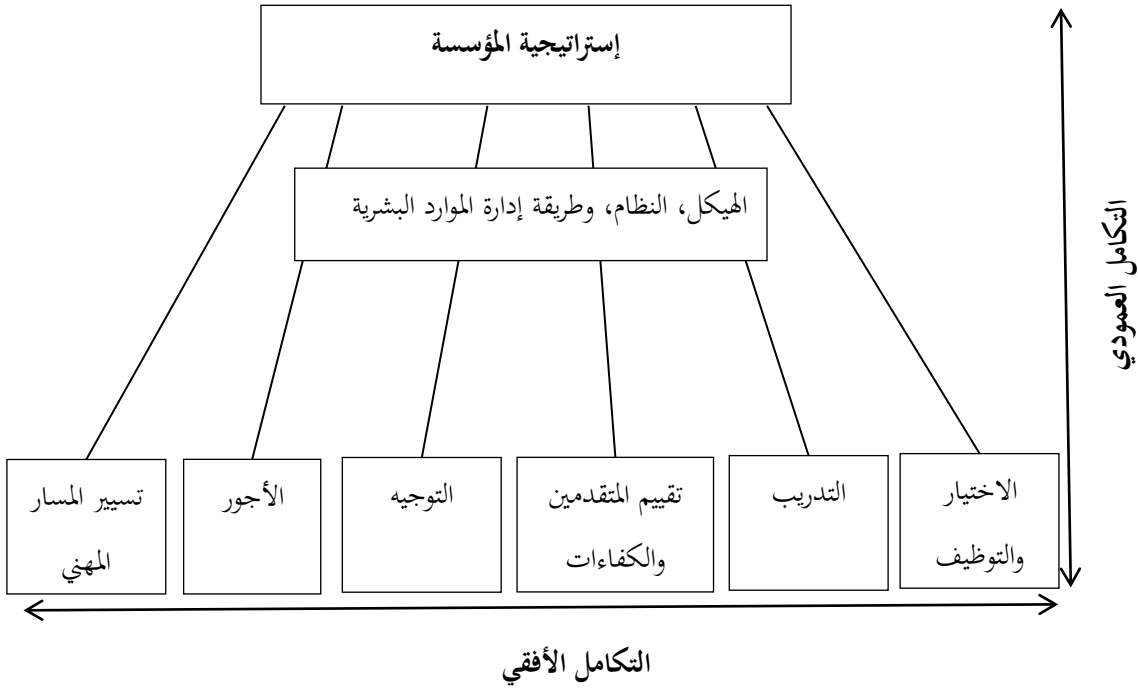 إستراتيجية المؤسسة
الهيكل، النظام، وطريقة إدارة الموارد البشرية
التكامل العمودي
الاختيار
والتوظيف
التدريب
تقييم المتقدمين
والكفاءات
التوجيه
الأجور
تسيير المسار
المهني
التكامل الأفقي